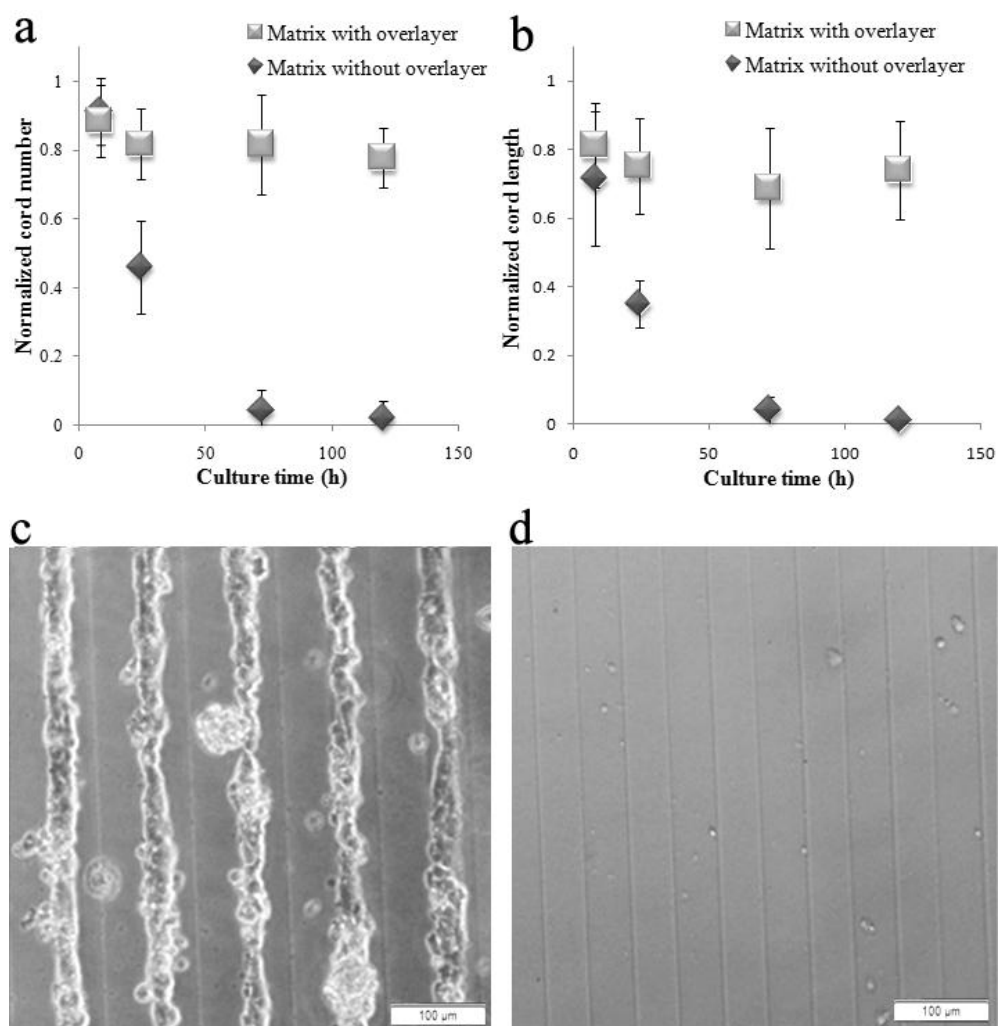 a
Matrix with overlayer
Matrix without overlayer
1
0.8
0.6
0.4
0.2
0
0
50
100
150
Normalized cord number
Culture time (h)
b
Matrix with overlayer
Matrix without overlayer
1
0.8
0.6
0.4
0.2
0
0
50
100
150
Normalized cord length
Culture time (h)
c
100 µm
d
100 µm